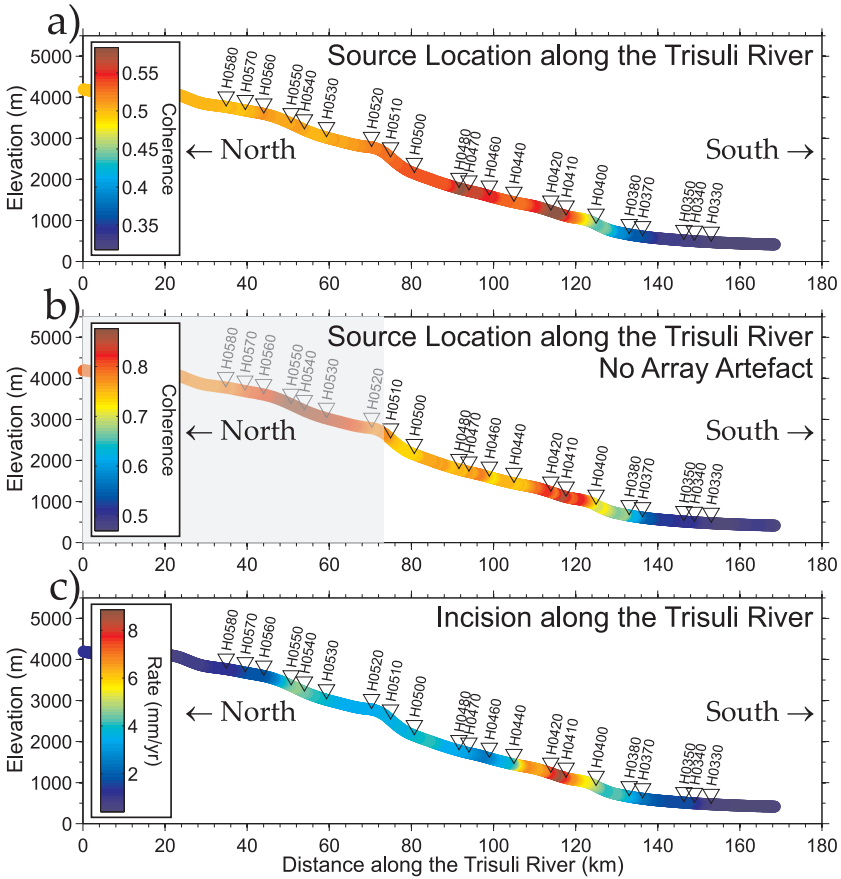 a)
Source Location along the Trisuli River
5000
4000
3000
2000
1000
0
Elevation (m)
0.55
0.5
0.45
0.4
0.35
Coherence
← North
South →
H0580
H0570
H0560
H0550
H0540
H0530
H0520
H0510
H0500
H0480
H0470
H0460
H0440
H0420
H0410
H0400
H0380
H0370
H0350
H0340
H0330
0 20 40 60 80 100 120 140 160 180
b)
Source Location along the Trisuli River
No Array Artefact
5000
4000
3000
2000
1000
0
Elevation (m)
0.8
0.7
0.6
0.5
Coherence
← North
South →
H0580
H0570
H0560
H0550
H0540
H0530
H0520
H0510
H0500
H0480
H0470
H0460
H0440
H0420
H0410
H0400
H0380
H0370
H0350
H0340
H0330
0 20 40 60 80 100 120 140 160 180
c)
Incision along the Trisuli River
5000
4000
3000
2000
1000
0
Elevation (m)
8
6
4
2
Rate (mm/yr)
← North
South →
H0580
H0570
H0560
H0550
H0540
H0530
H0520
H0510
H0500
H0480
H0470
H0460
H0440
H0420
H0410
H0400
H0380
H0370
H0350
H0340
H0330
0 20 40 60 80 100 120 140 160 180
Distance along the Trisuli River (km)